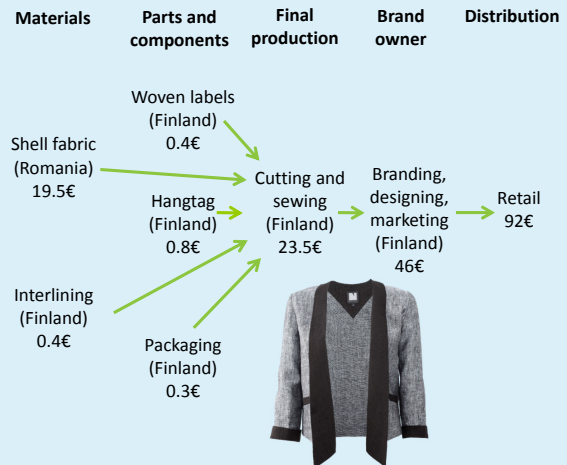 Materials
Parts and
components
Final
production
Brand
owner
Distribution
Woven labels
(Finland)
0.4€
Shell fabric
(Romania)
19.5€
Hangtag
(Finland)
0.8€
Cutting and
sewing
(Finland)
23.5€
Branding,
designing,
marketing
(Finland)
46€
Retail
92€
Interlining
(Finland)
0.4€
Packaging
(Finland)
0.3€